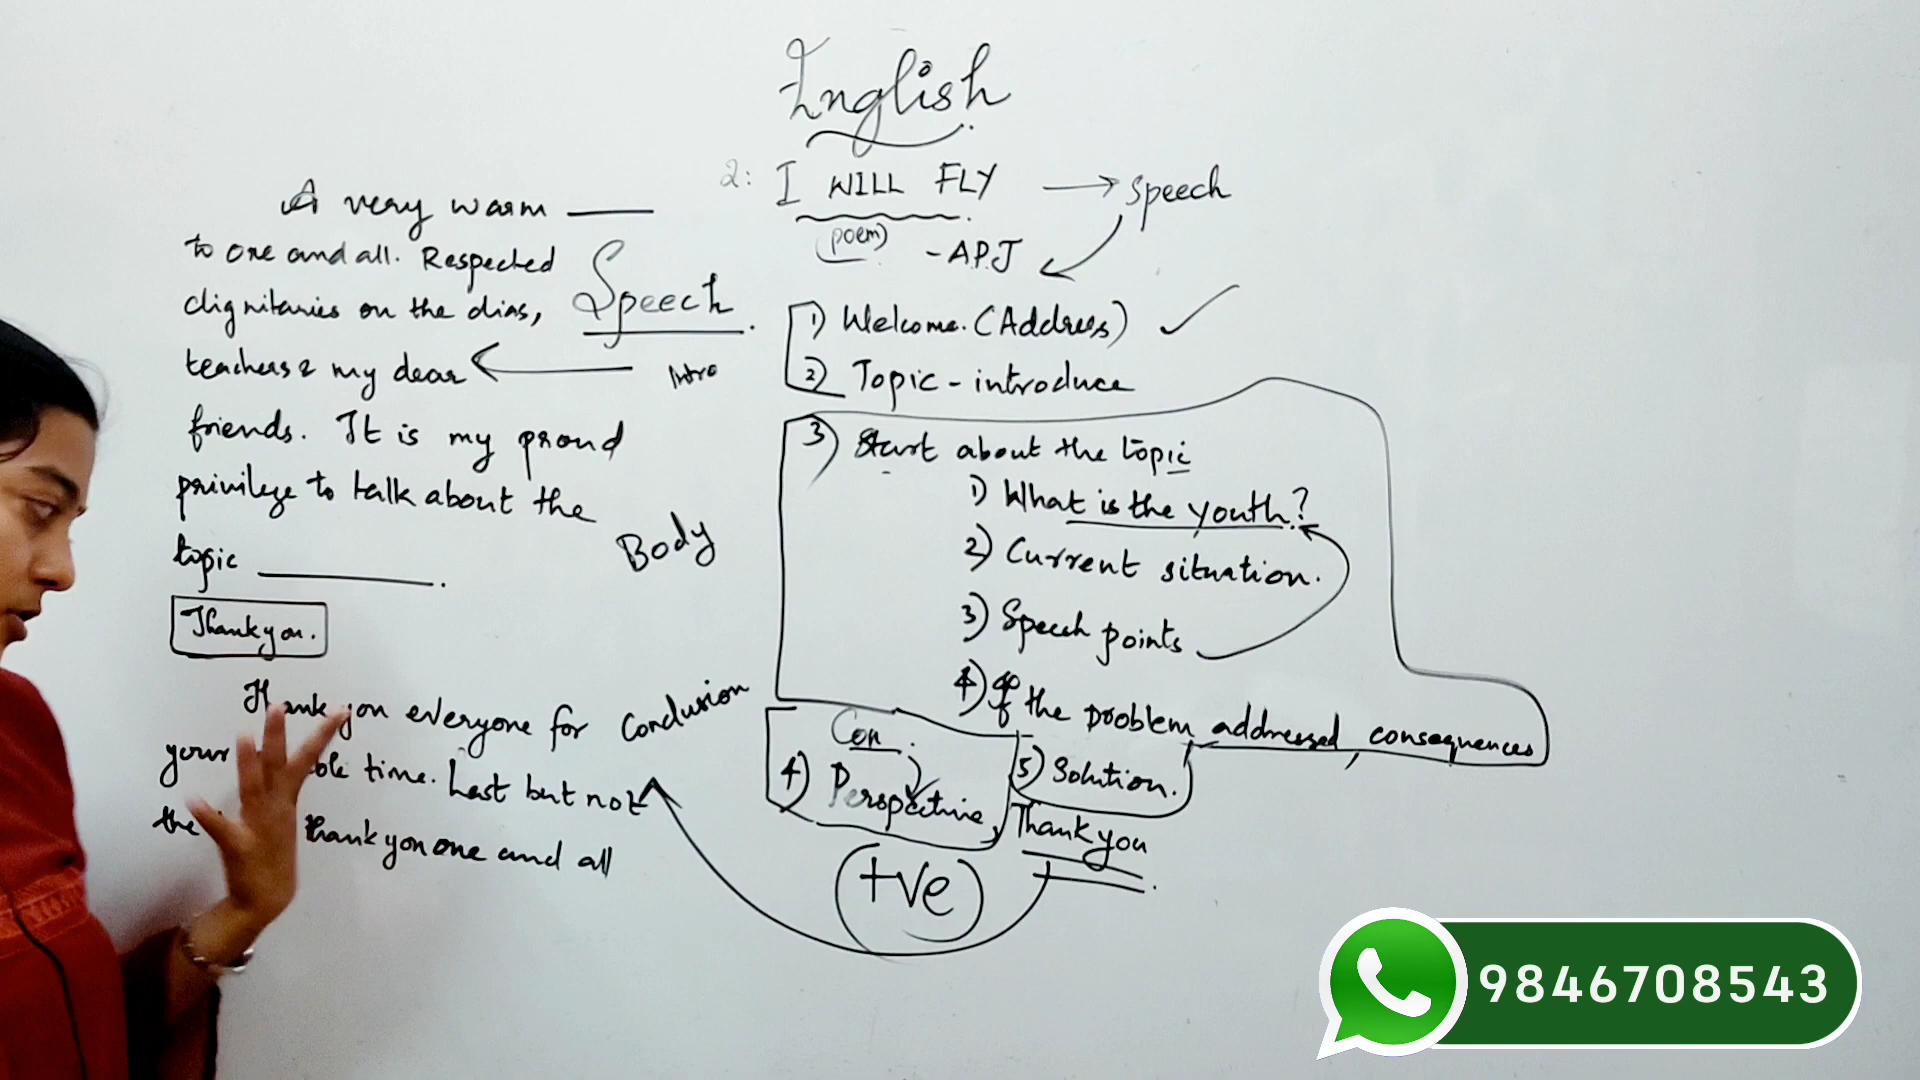 English
2: I WILL FLY → Speech
(poem)
- A.P.J
A very warm ____
to one and all. Respected
dignitaries on the dias,
teachers & my dear
friends. It is my proud
privilege to talk about the
topic ____.
Thank you.
Thank you everyone for
your time. Last but not
the thank you one and all
Speech.
Intro
Body
Conclusion
1) Welcome. (Address) ✓
2) Topic - introduce
3) Start about the topic
1) What is the youth?
2) Current situation.
3) Speech points
4) If the problem addressed, consequences
5) Solution.
Con.
4) Perspective,
Thank you.
+ve
9846708543